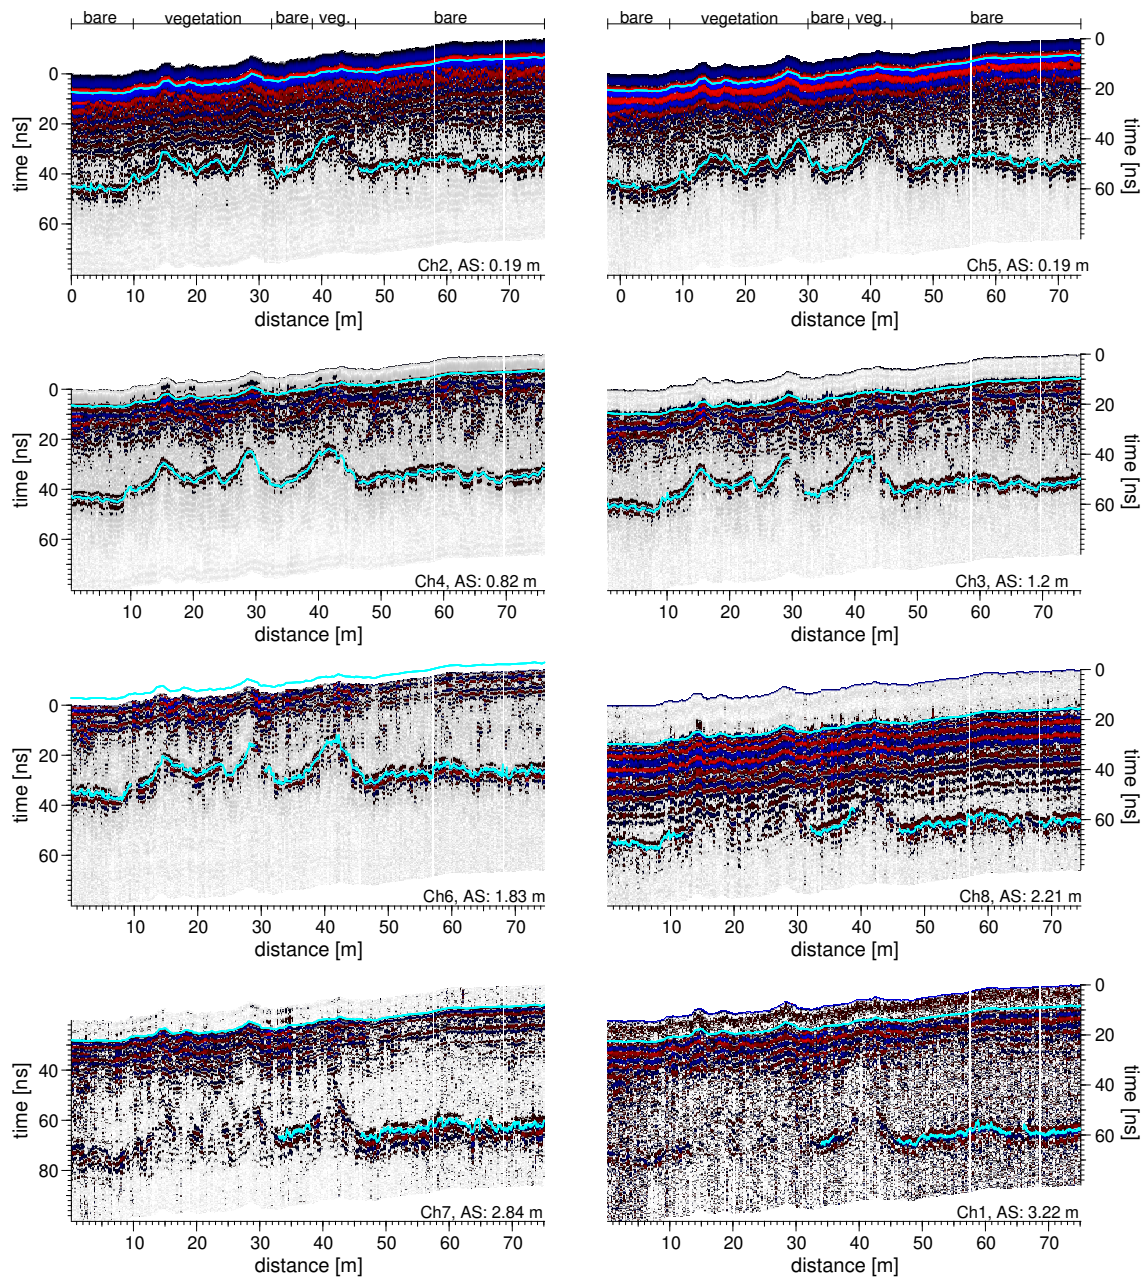 bare vegetation bare veg. bare
bare vegetation bare veg. bare
time [ns]
0
20
40
60
Ch2, AS: 0.19 m
0 10 20 30 40 50 60 70
distance [m]
0
20
40
60
time [ns]
Ch5, AS: 0.19 m
0 10 20 30 40 50 60 70
distance [m]
time [ns]
0
20
40
60
Ch4, AS: 0.82 m
10 20 30 40 50 60 70
distance [m]
0
20
40
60
time [ns]
Ch3, AS: 1.2 m
10 20 30 40 50 60 70
distance [m]
time [ns]
0
20
40
60
Ch6, AS: 1.83 m
10 20 30 40 50 60 70
distance [m]
0
20
40
60
time [ns]
Ch8, AS: 2.21 m
10 20 30 40 50 60 70
distance [m]
time [ns]
20
40
60
80
Ch7, AS: 2.84 m
10 20 30 40 50 60 70
distance [m]
0
20
40
60
time [ns]
Ch1, AS: 3.22 m
10 20 30 40 50 60 70
distance [m]